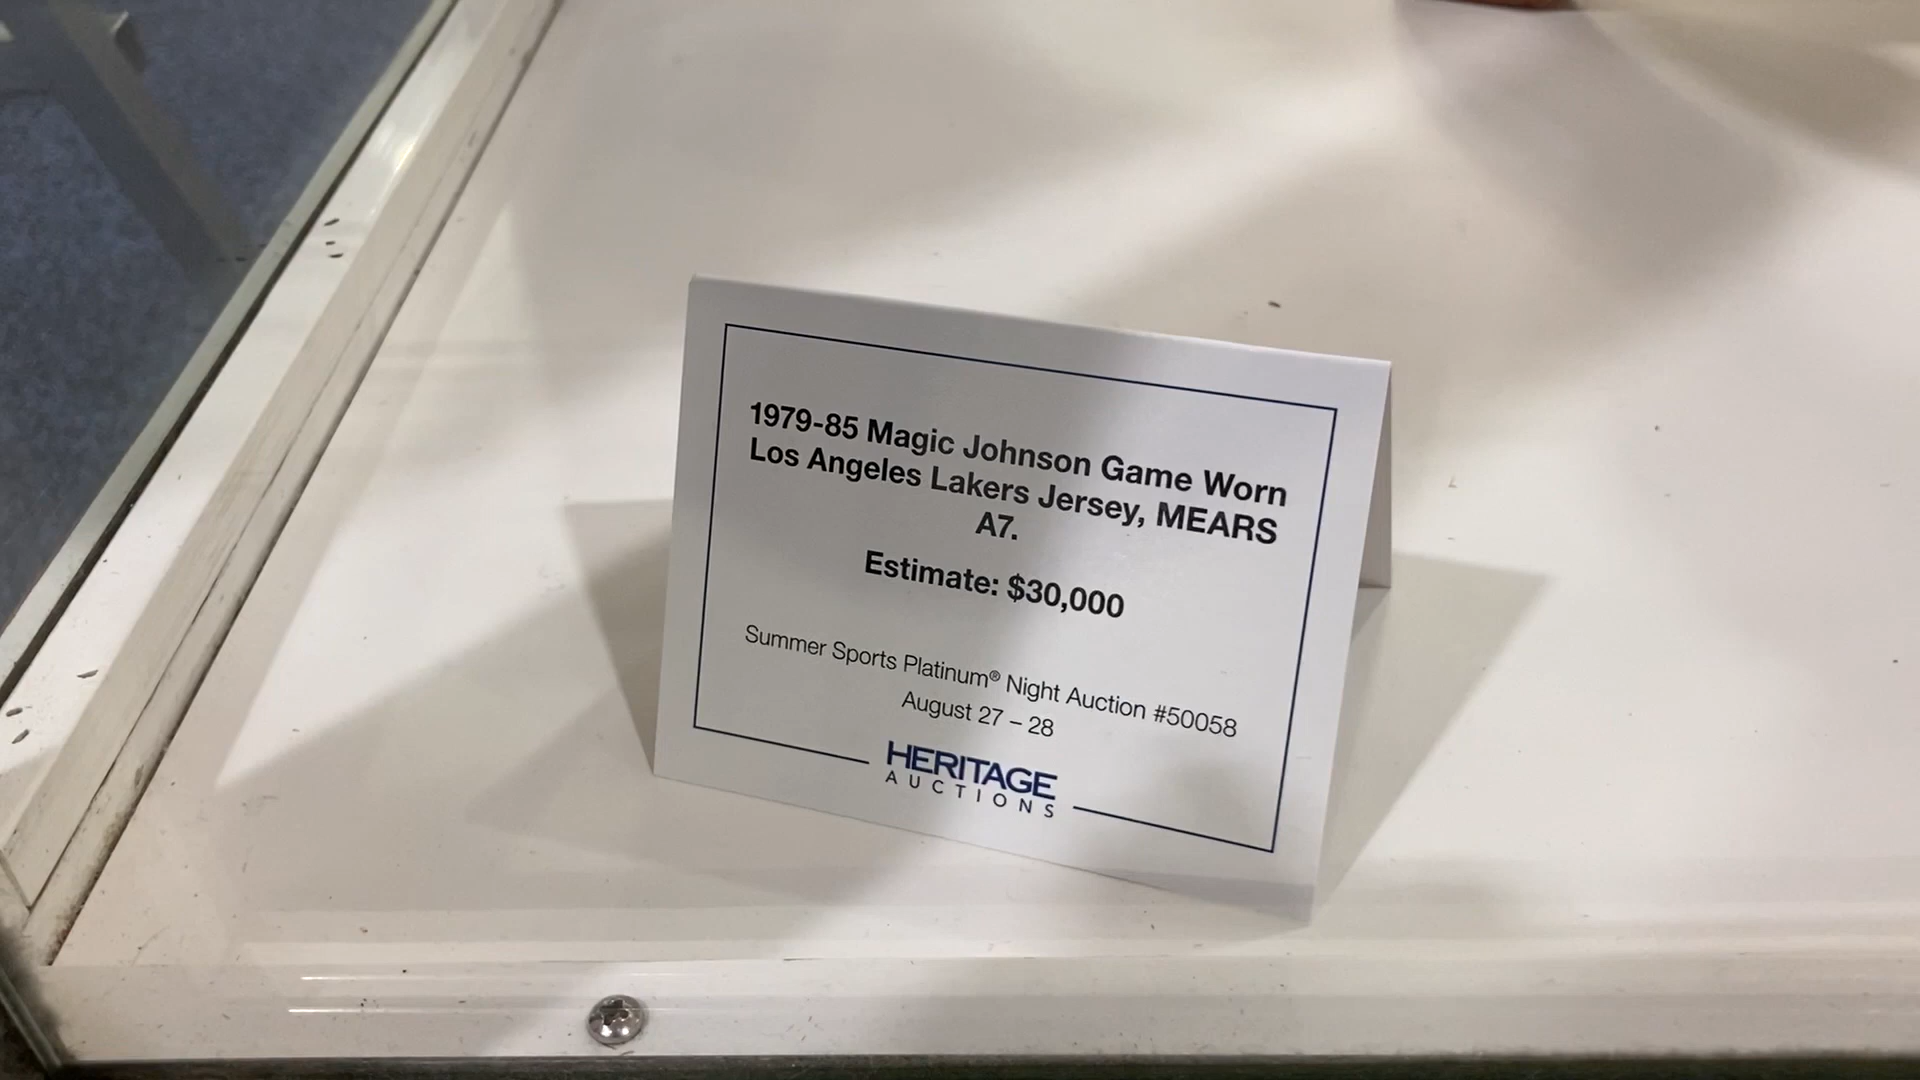 1979-85 Magic Johnson Game Worn
Los Angeles Lakers Jersey, MEARS
A7.
Estimate: $30,000
Summer Sports Platinum® Night Auction #50058
August 27 – 28
HERITAGE
AUCTIONS